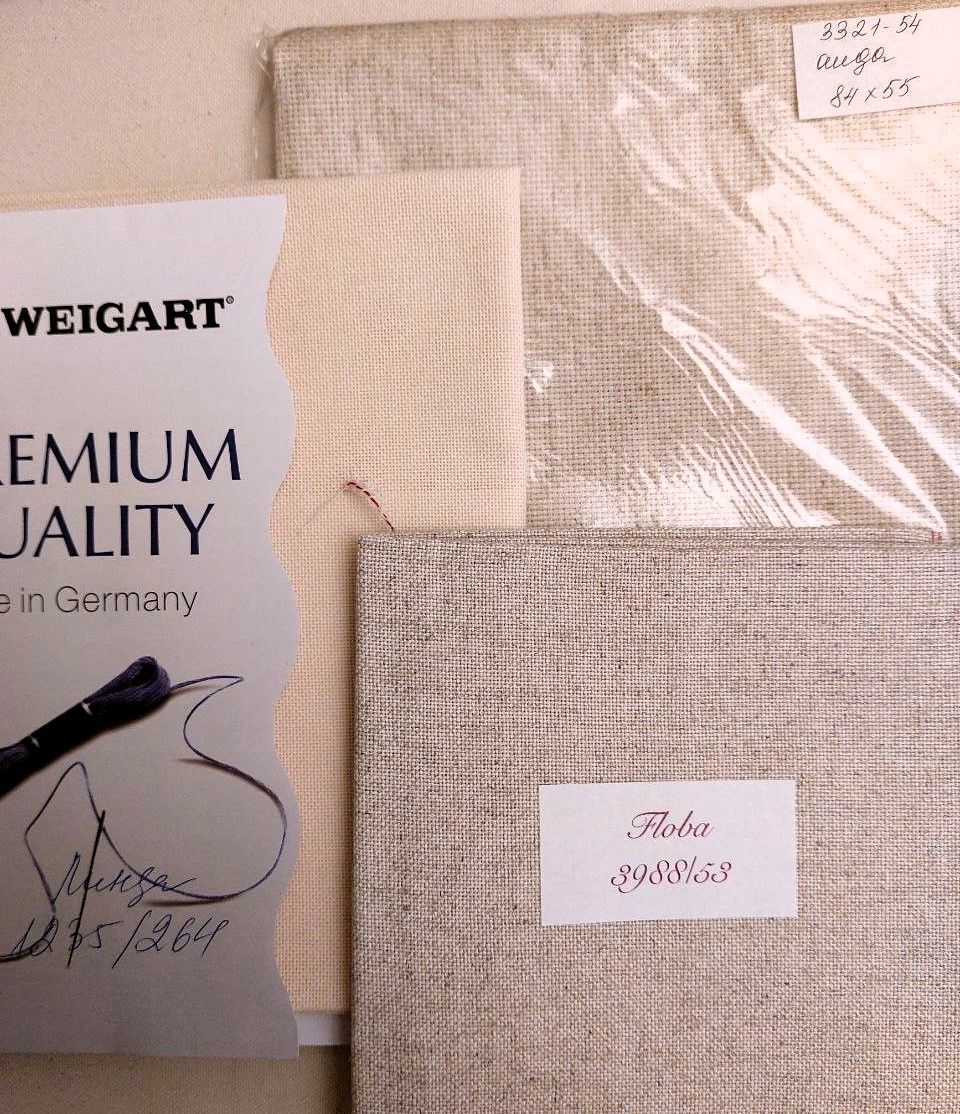 3321-54
аида
84 x 55
WEIGART®
REMIUM
UALITY
e in Germany
Линда
1235/264
Floba
3988/53